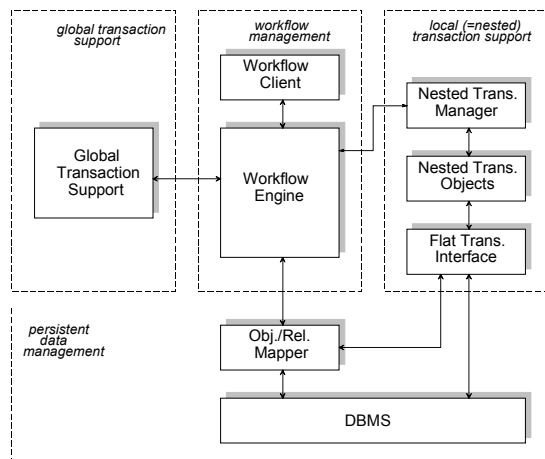 global transaction
support
workflow
management
local (=nested)
transaction support
Workflow
Client
Nested Trans.
Manager
Global
Transaction
Support
Workflow
Engine
Nested Trans.
Objects
Flat Trans.
Interface
persistent
data
management
Obj./Rel.
Mapper
DBMS